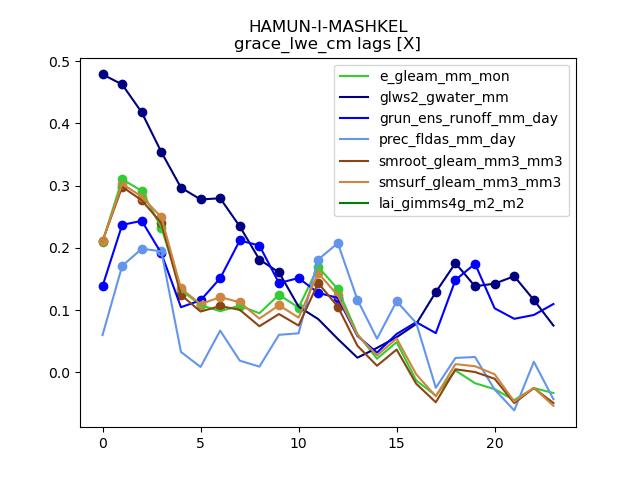 HAMUN-I-MASHKEL
grace_lwe_cm lags [X]
0.5
0.4
0.3
0.2
0.1
0.0
0
5
10
15
20
e_gleam_mm_mon
glws2_gwater_mm
grun_ens_runoff_mm_day
prec_fldas_mm_day
smroot_gleam_mm3_mm3
smsurf_gleam_mm3_mm3
lai_gimms4g_m2_m2